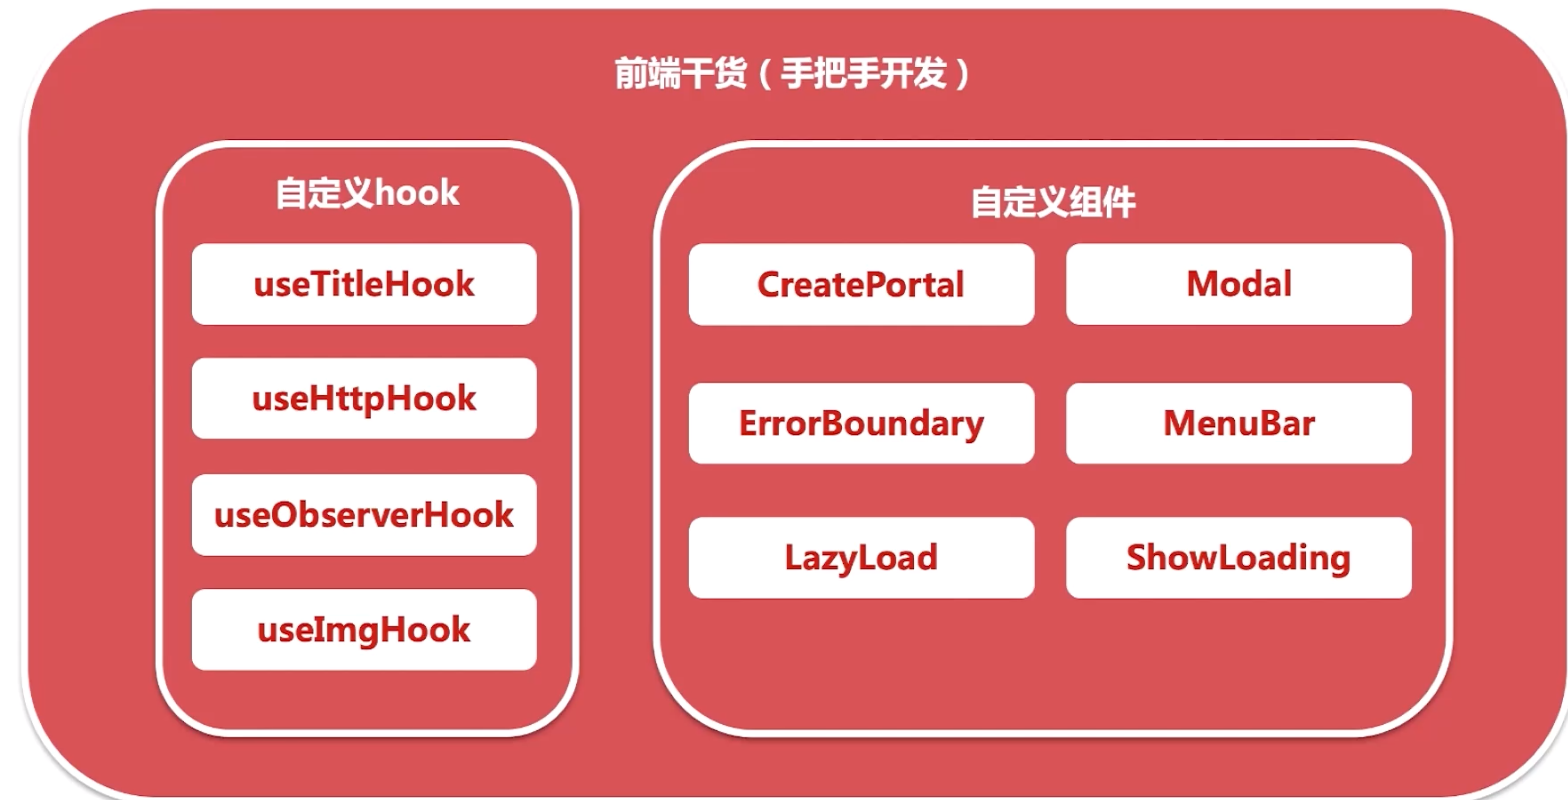 前端干货（手把手开发）
自定义hook
useTitleHook
useHttpHook
useObserverHook
useImgHook
自定义组件
CreatePortal
Modal
ErrorBoundary
MenuBar
LazyLoad
ShowLoading